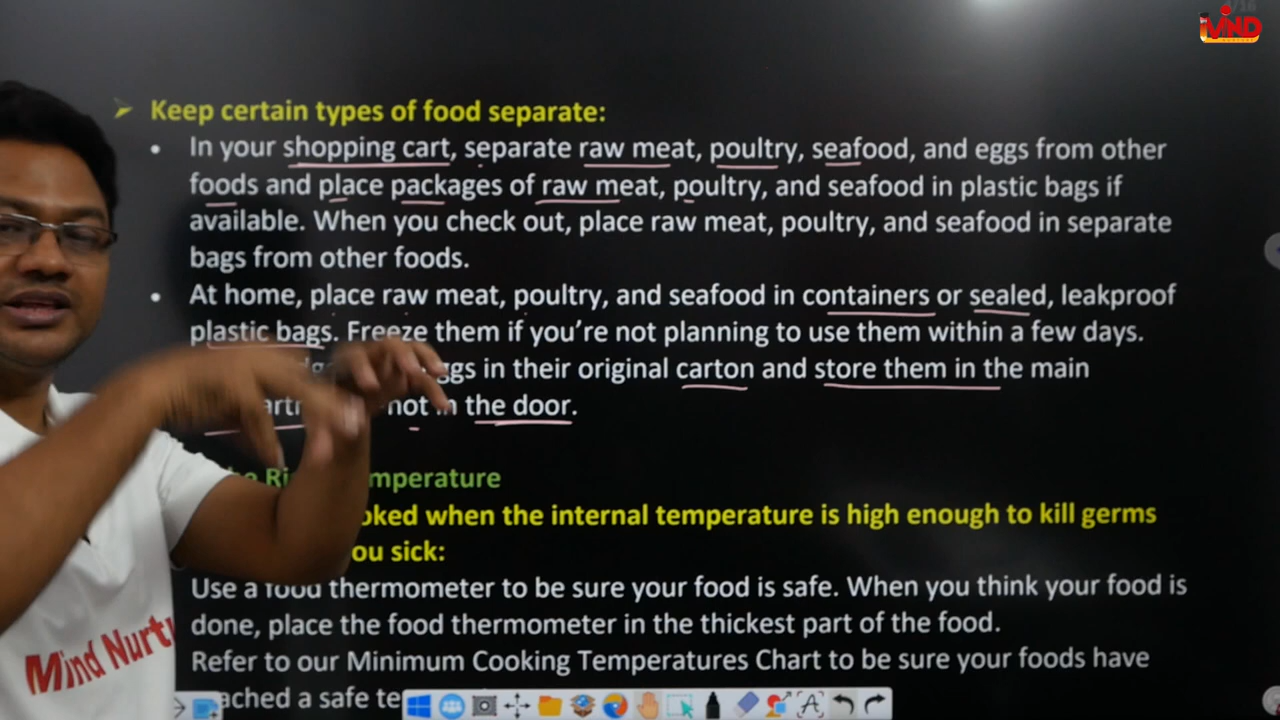 /16
MIND
Keep certain types of food separate:
In your shopping cart, separate raw meat, poultry, seafood, and eggs from other
foods and place packages of raw meat, poultry, and seafood in plastic bags if
available. When you check out, place raw meat, poultry, and seafood in separate
bags from other foods.
At home, place raw meat, poultry, and seafood in containers or sealed, leakproof
plastic bags. Freeze them if you’re not planning to use them within a few days.
in their original carton and store them in the main
not in the door.
mperature
when the internal temperature is high enough to kill germs
ou sick:
Use a food thermometer to be sure your food is safe. When you think your food is
done, place the food thermometer in the thickest part of the food.
Refer to our Minimum Cooking Temperatures Chart to be sure your foods have
a safe
Mind Nurtu